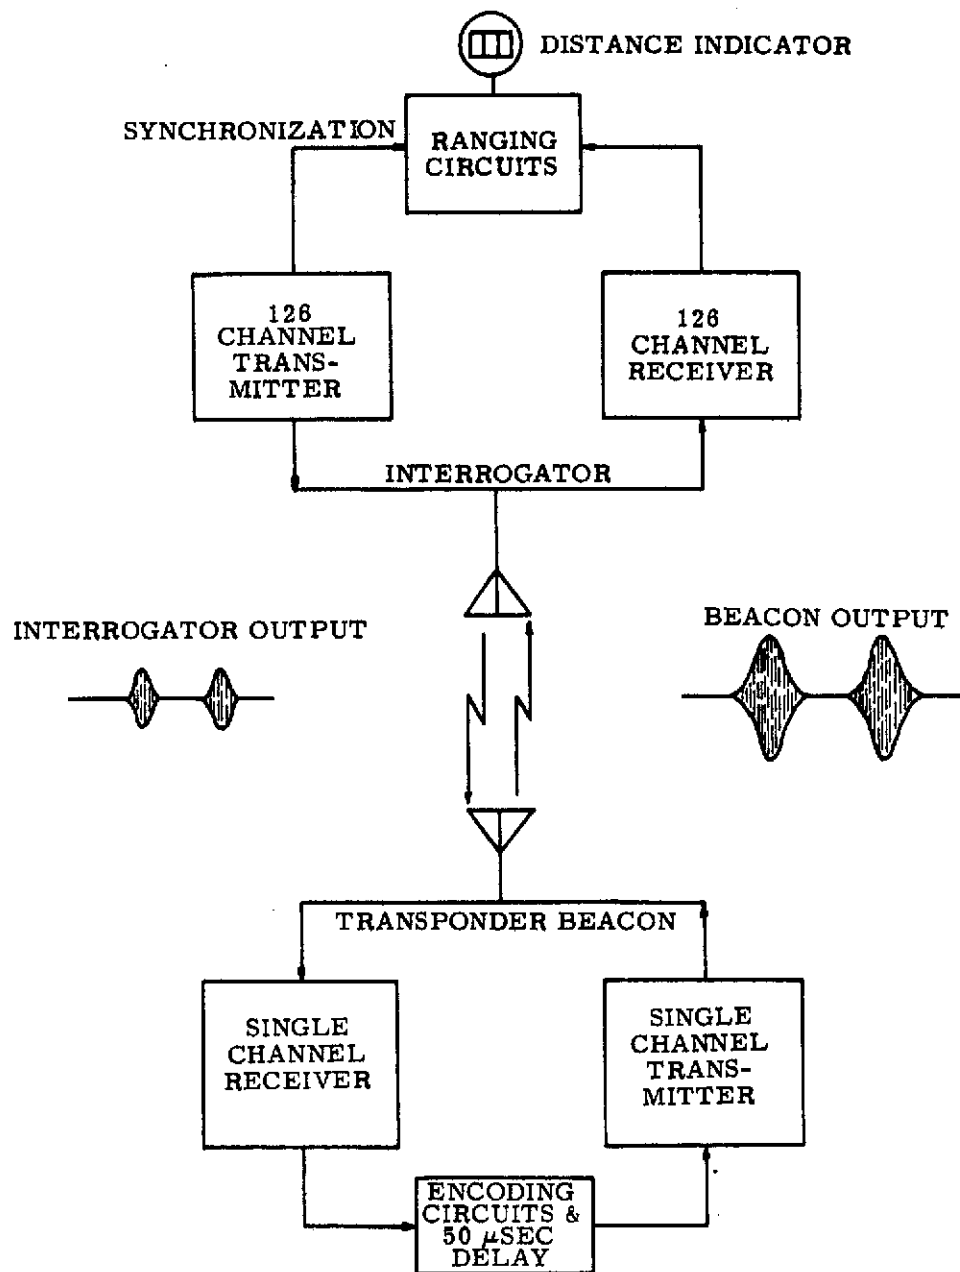 DISTANCE INDICATOR
SYNCHRONIZATION
RANGING
CIRCUITS
126
CHANNEL
TRANS-
MITTER
126
CHANNEL
RECEIVER
INTERROGATOR
INTERROGATOR OUTPUT
BEACON OUTPUT
TRANSPONDER BEACON
SINGLE
CHANNEL
RECEIVER
SINGLE
CHANNEL
TRANS-
MITTER
ENCODING
CIRCUITS &
50 μSEC
DELAY